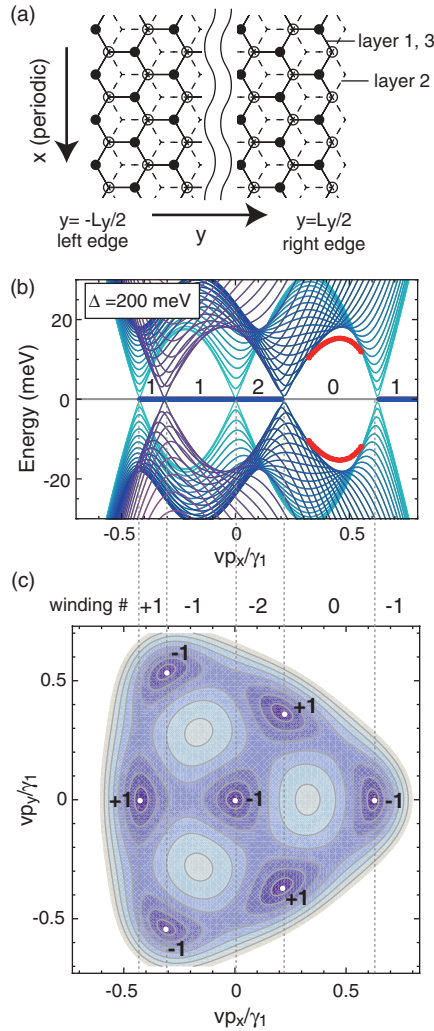 (a)
layer 1, 3
layer 2
x (periodic)
y= -Ly/2
left edge
y
y=Ly/2
right edge
(b)
Δ =200 meV
Energy (meV)
20
0
-20
1
1
2
0
1
-0.5
0
0.5
vpx/γ1
(c)
winding #
+1
-1
-2
0
-1
vpy/γ1
0.5
0
-0.5
-1
+1
+1
-1
-1
+1
-1
-0.5
0
0.5
vpx/γ1